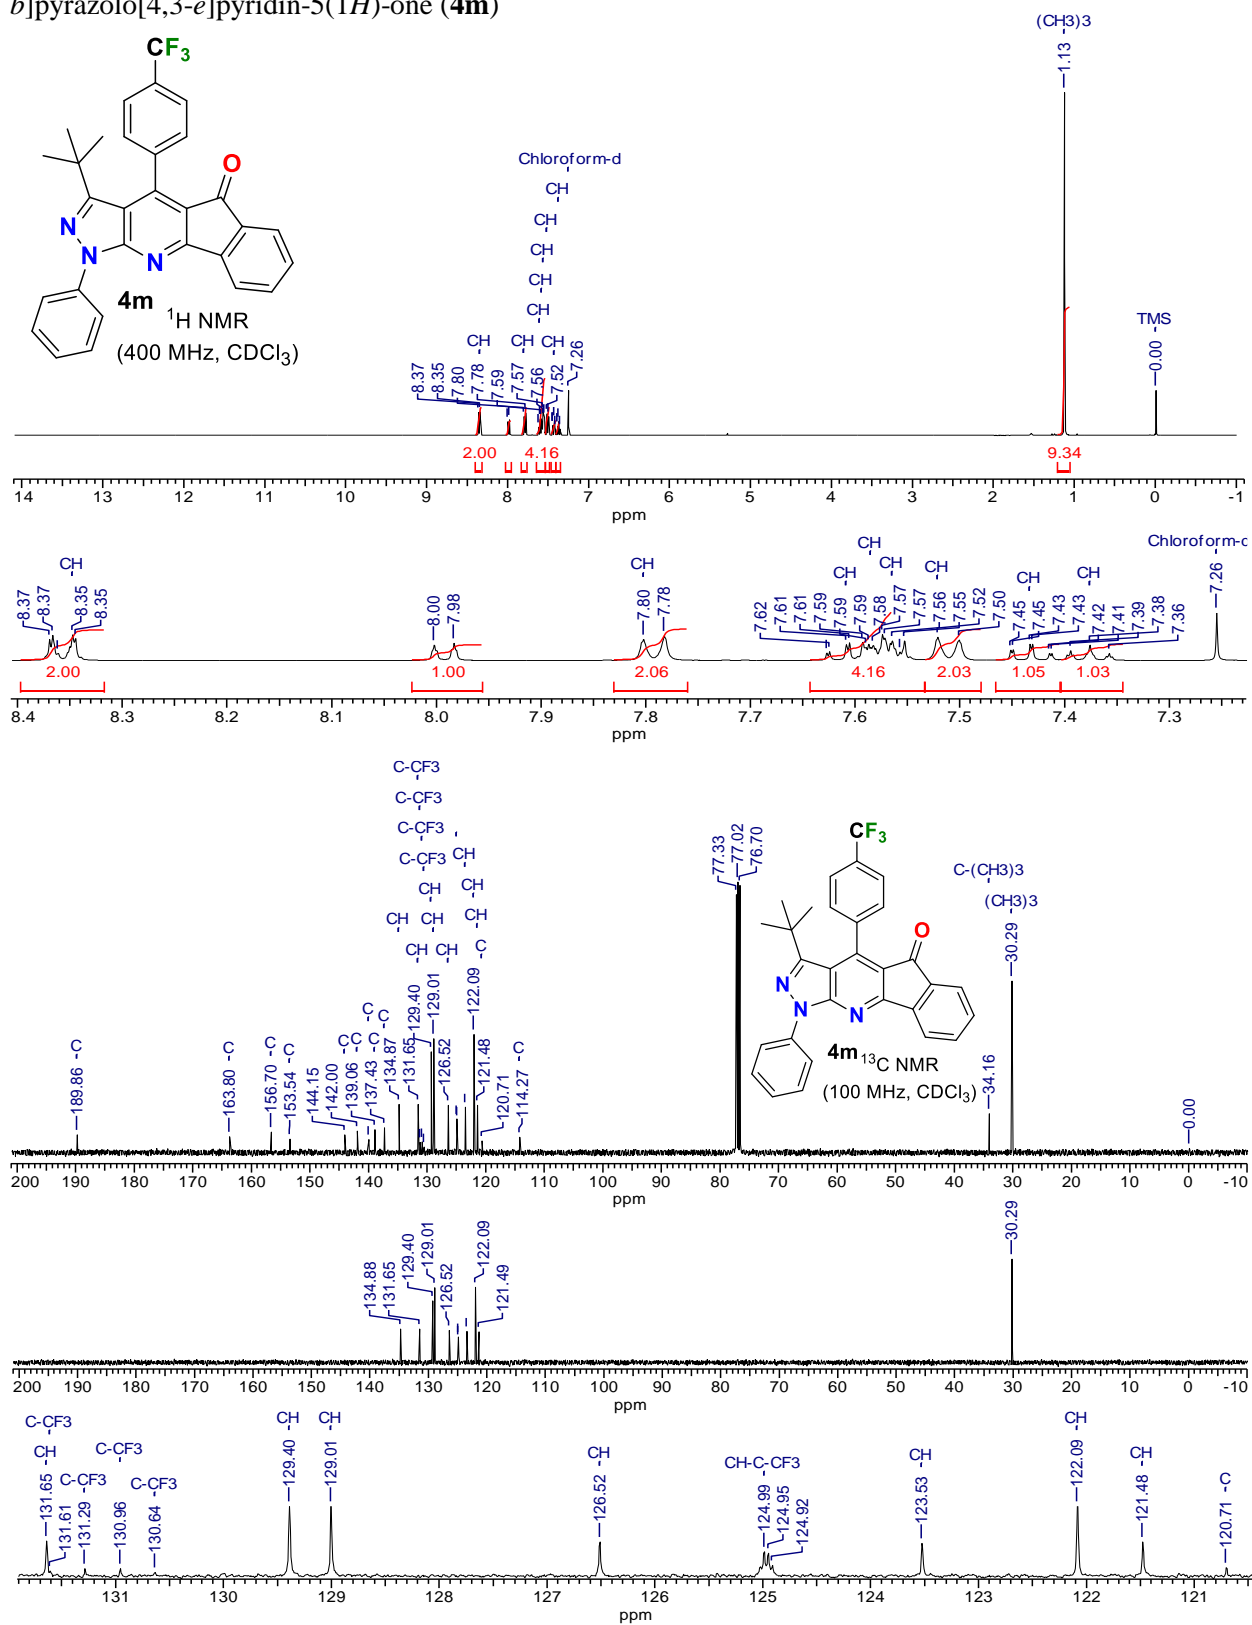 b]pyrazolo[4,3-e]pyridin-5(1H)-one (4m)
CF3
O
N
N
N
4m
1H NMR
(400 MHz, CDCl3)
(CH3)3
1.13
Chloroform-d
CH
CH
CH
CH
CH
CH
CH
CH
TMS
8.37
8.35
7.80
7.78
7.59
7.57
7.56
7.52
7.26
0.00
2.00
4.16
9.34
14 13 12 11 10 9 8 7 6 5 4 3 2 1 0 -1
ppm
CH
CH
CH
CH
CH
CH
CH
CH
Chloroform-d
8.37
8.37
8.35
8.35
8.00
7.98
7.80
7.78
7.62
7.61
7.61
7.59
7.59
7.59
7.58
7.57
7.57
7.56
7.55
7.52
7.50
7.45
7.45
7.43
7.43
7.42
7.41
7.39
7.38
7.36
7.26
2.00
1.00
2.06
4.16
2.03
1.05
1.03
8.4 8.3 8.2 8.1 8.0 7.9 7.8 7.7 7.6 7.5 7.4 7.3
ppm
C-CF3
C-CF3
C-CF3
C-CF3
CH
CH
CH
CH
CH
CH
CH
CH
CH
C
C
C
C
C
C
C
C
C
C
C
189.86
163.80
156.70
153.54
144.15
142.00
139.06
137.43
134.87
131.65
129.40
129.01
126.52
122.09
121.48
120.71
114.27
77.33
77.02
76.70
C-(CH3)3
(CH3)3
34.16
30.29
0.00
CF3
O
N
N
N
4m
13C NMR
(100 MHz, CDCl3)
200 190 180 170 160 150 140 130 120 110 100 90 80 70 60 50 40 30 20 10 0 -10
ppm
134.88
131.65
129.40
129.01
126.52
122.09
121.49
30.29
200 190 180 170 160 150 140 130 120 110 100 90 80 70 60 50 40 30 20 10 0 -10
ppm
C-CF3
CH
C-CF3
C-CF3
C-CF3
CH
CH
CH
CH-C-CF3
CH
CH
CH
C
131.65
131.61
131.29
130.96
130.64
129.40
129.01
126.52
124.99
124.95
124.92
123.53
122.09
121.48
120.71
131 130 129 128 127 126 125 124 123 122 121
ppm